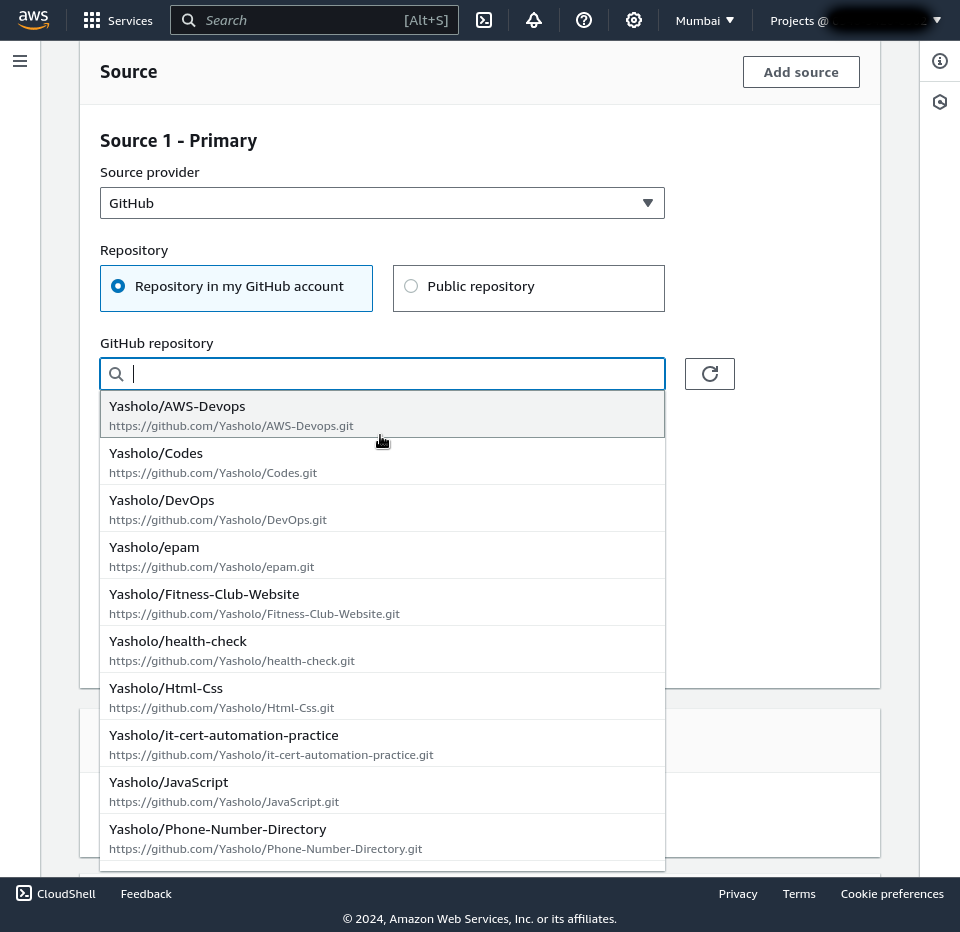 aws Services Search [Alt+S] Mumbai Projects @
Source Add source
Source 1 - Primary
Source provider
GitHub
Repository
Repository in my GitHub account Public repository
GitHub repository
Yasholo/AWS-Devops
https://github.com/Yasholo/AWS-Devops.git
Yasholo/Codes
https://github.com/Yasholo/Codes.git
Yasholo/DevOps
https://github.com/Yasholo/DevOps.git
Yasholo/epam
https://github.com/Yasholo/epam.git
Yasholo/Fitness-Club-Website
https://github.com/Yasholo/Fitness-Club-Website.git
Yasholo/health-check
https://github.com/Yasholo/health-check.git
Yasholo/Html-Css
https://github.com/Yasholo/Html-Css.git
Yasholo/it-cert-automation-practice
https://github.com/Yasholo/it-cert-automation-practice.git
Yasholo/JavaScript
https://github.com/Yasholo/JavaScript.git
Yasholo/Phone-Number-Directory
https://github.com/Yasholo/Phone-Number-Directory.git
CloudShell Feedback Privacy Terms Cookie preferences
© 2024, Amazon Web Services, Inc. or its affiliates.